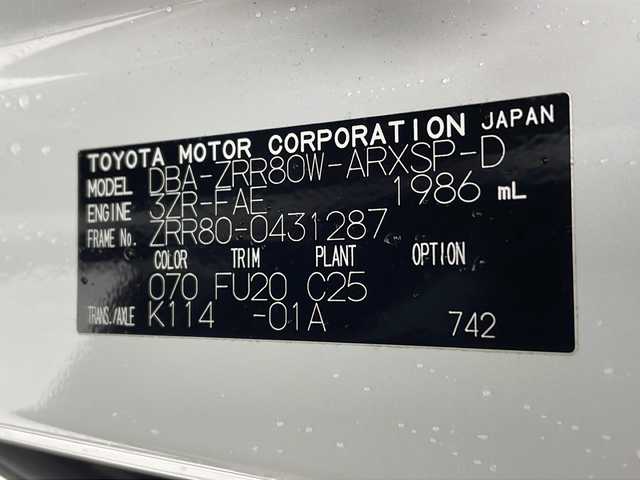 TOYOTA MOTOR CORPORATION JAPAN
MODEL DBA-ZRR80W-ARXSP-D
ENGINE 3ZR-FAE 1986 mL
FRAME No. ZRR80-0431287
COLOR TRIM PLANT OPTION
070 FU20 C25
TRANS./AXLE K114 -01A 742